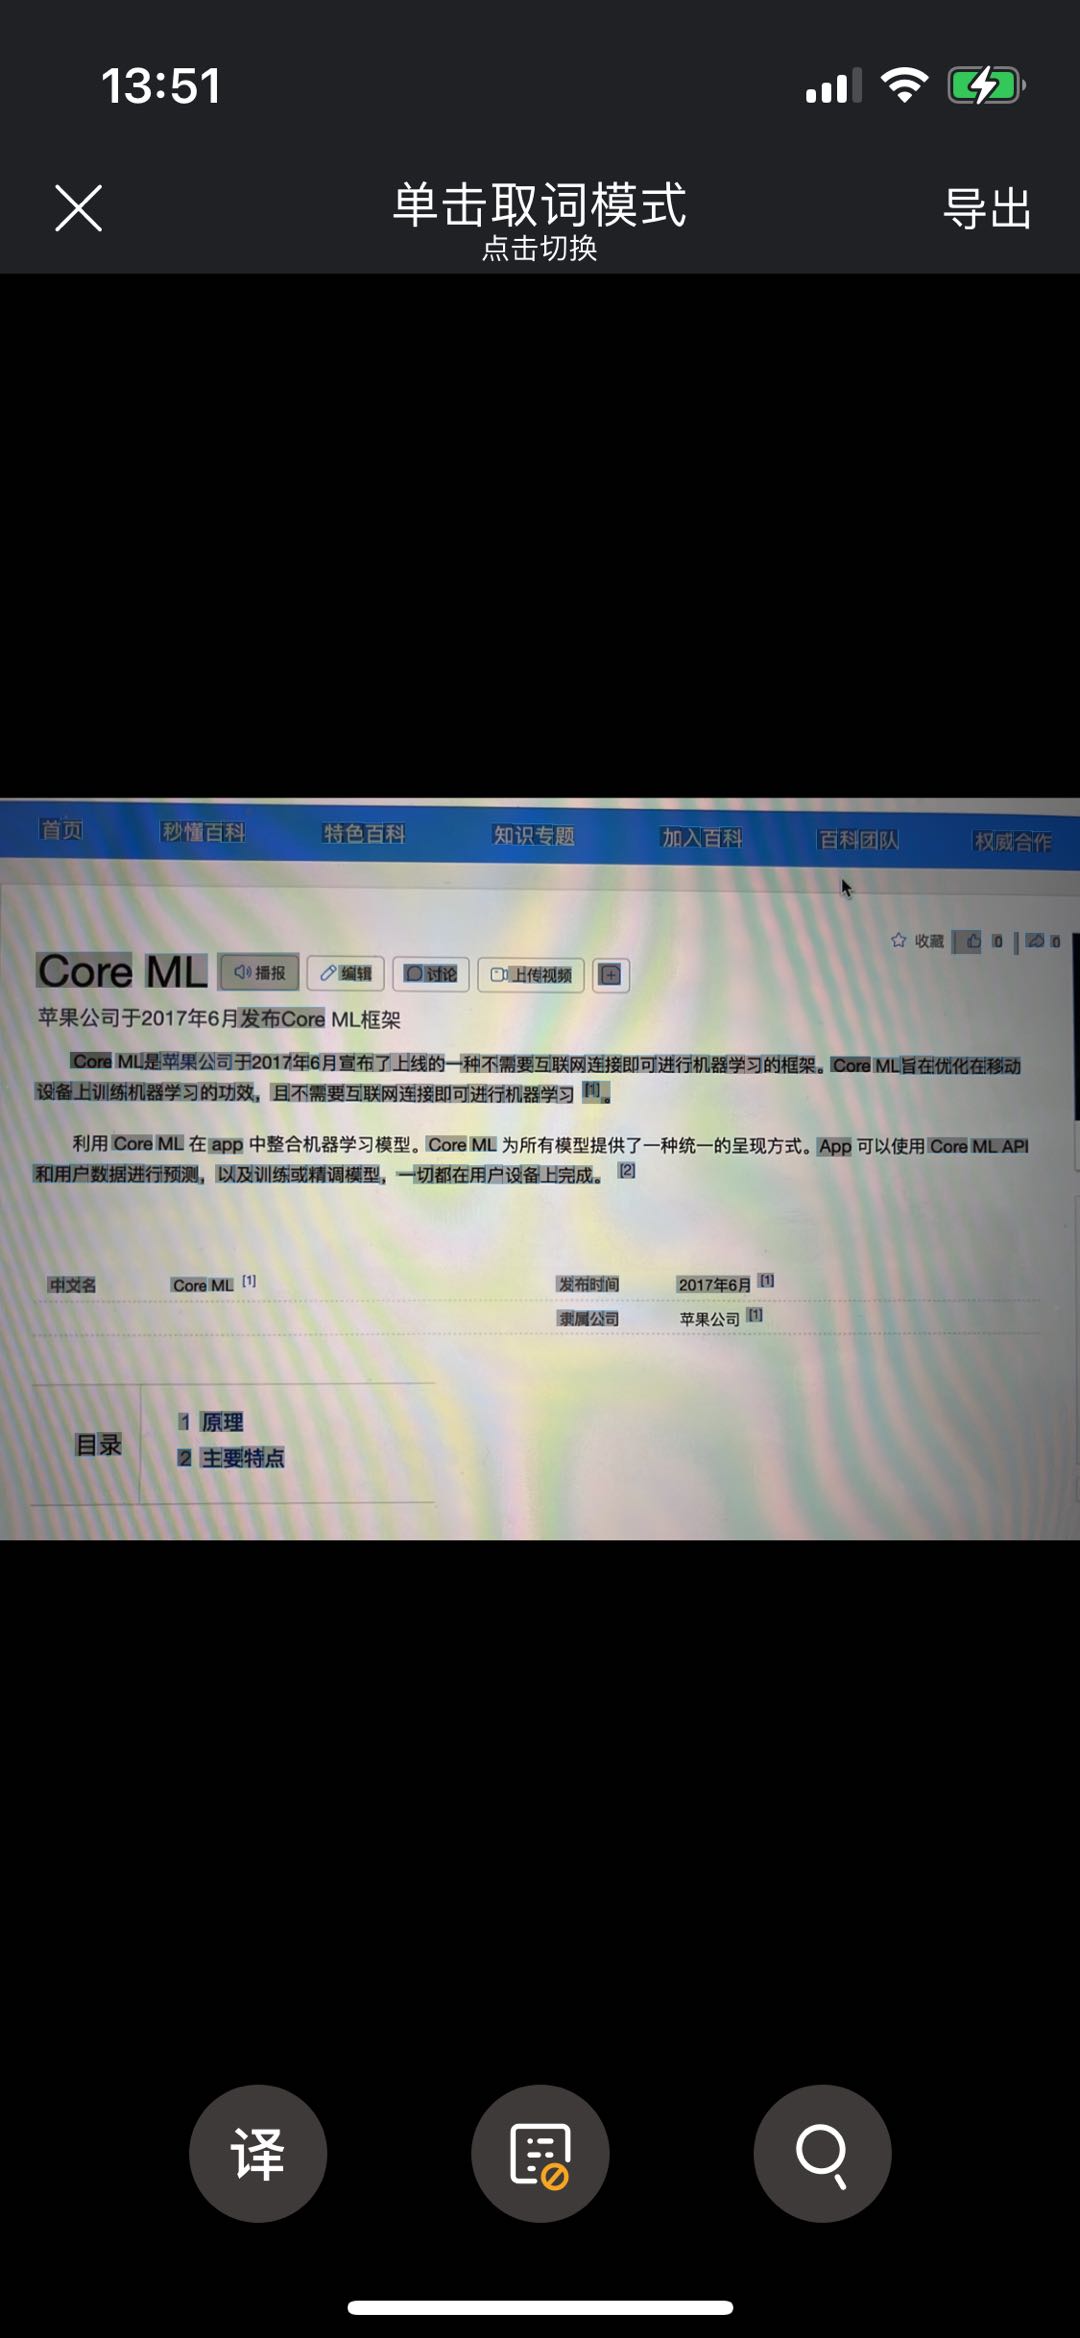 13:51
单击取词模式
点击切换
导出
首页 秒懂百科 特色百科 知识专题 加入百科 百科团队 权威合作
收藏 0 0
Core ML 播报 编辑 讨论 上传视频
苹果公司于2017年6月发布Core ML框架
Core ML是苹果公司于2017年6月宣布了上线的一种不需要互联网连接即可进行机器学习的框架。Core ML旨在优化在移动
设备上训练机器学习的功效，且不需要互联网连接即可进行机器学习 [1]。
利用 Core ML 在 app 中整合机器学习模型。Core ML 为所有模型提供了一种统一的呈现方式。App 可以使用 Core ML API
和用户数据进行预测，以及训练或精调模型，一切都在用户设备上完成。 [2]
中文名 Core ML [1] 发布时间 2017年6月 [1]
隶属公司 苹果公司 [1]
目录
1 原理
2 主要特点
译